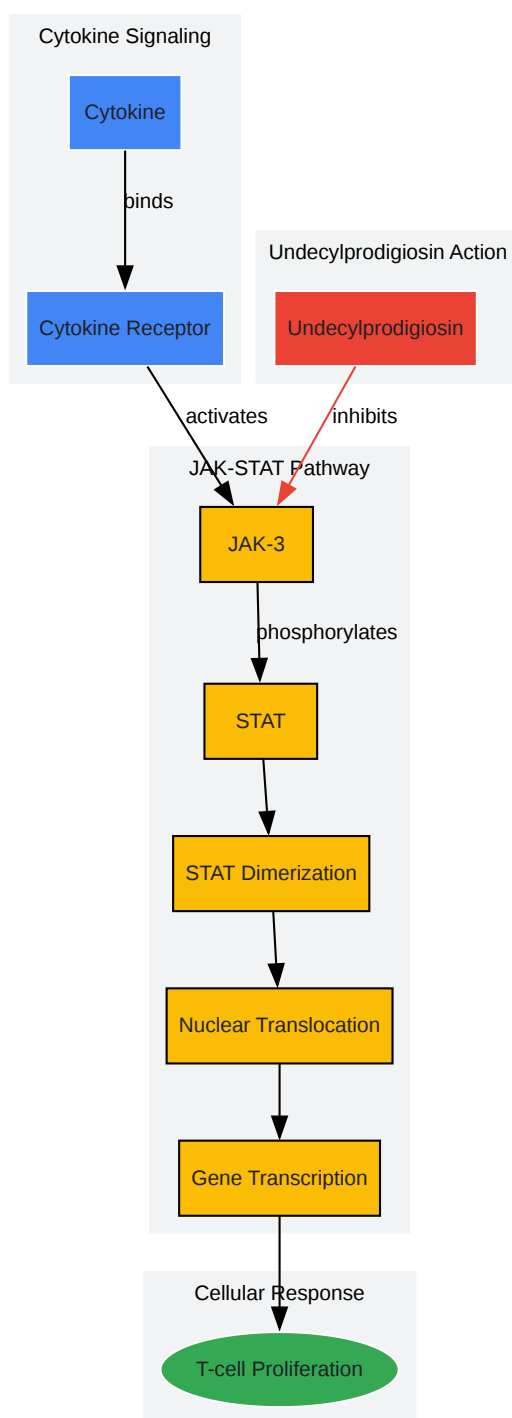 Cytokine Signaling
Cytokine
binds
Undecylprodigiosin Action
Cytokine Receptor
Undecylprodigiosin
activates
inhibits
JAK-STAT Pathway
JAK-3
phosphorylates
STAT
STAT Dimerization
Nuclear Translocation
Gene Transcription
Cellular Response
T-cell Proliferation